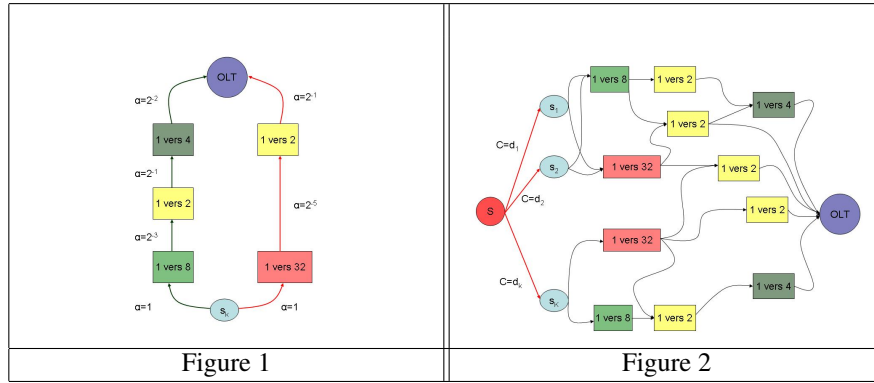 OLT
α=2⁻²
α=2⁻¹
1 vers 4
1 vers 2
α=2⁻¹
1 vers 2
α=2⁻⁵
α=2⁻³
1 vers 8
1 vers 32
α=1
sₖ
α=1
Figure 1
1 vers 8
1 vers 2
s₁
1 vers 4
1 vers 2
C=d₁
s₂
1 vers 32
1 vers 2
C=d₂
S
1 vers 2
OLT
1 vers 32
C=dₖ
sₖ
1 vers 4
1 vers 8
1 vers 2
Figure 2